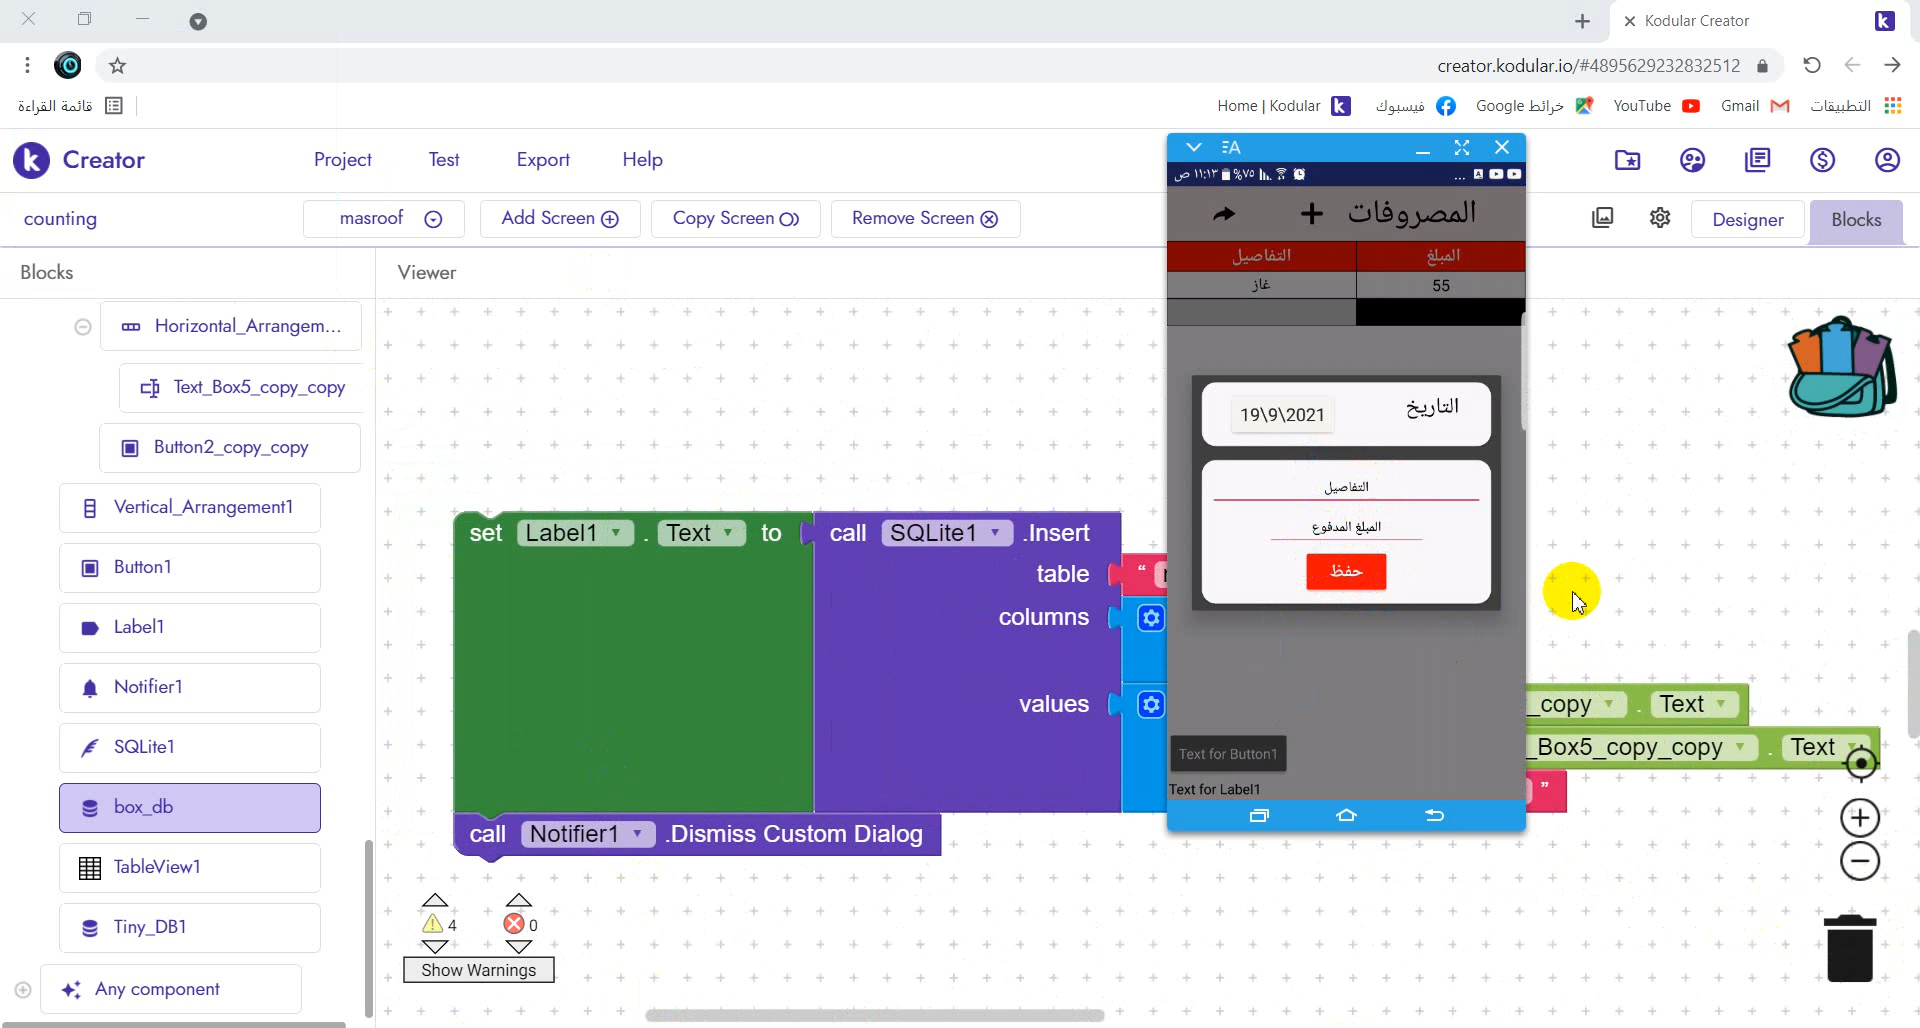 Kodular Creator
creator.kodular.io/#4895629232832512
قائمة القراءة
Home | Kodular
فيسبوك
خرائط Google
YouTube
Gmail
التطبيقات
Creator
Project
Test
Export
Help
counting
masroof
Add Screen
Copy Screen
Remove Screen
Designer
Blocks
Blocks
Viewer
Horizontal_Arrangem...
Text_Box5_copy_copy
Button2_copy_copy
Vertical_Arrangement1
Button1
Label1
Notifier1
SQLite1
box_db
TableView1
Tiny_DB1
Any component
set Label1 . Text to call SQLite1 .Insert
table “
columns
values
_copy . Text
_Box5_copy_copy . Text
”
call Notifier1 .Dismiss Custom Dialog
4
0
Show Warnings
١١:١٣ ص
%٧٥
المصروفات
المبلغ
التفاصيل
55
غاز
التاريخ
19\9\2021
التفاصيل
المبلغ المدفوع
حفظ
Text for Button1
Text for Label1